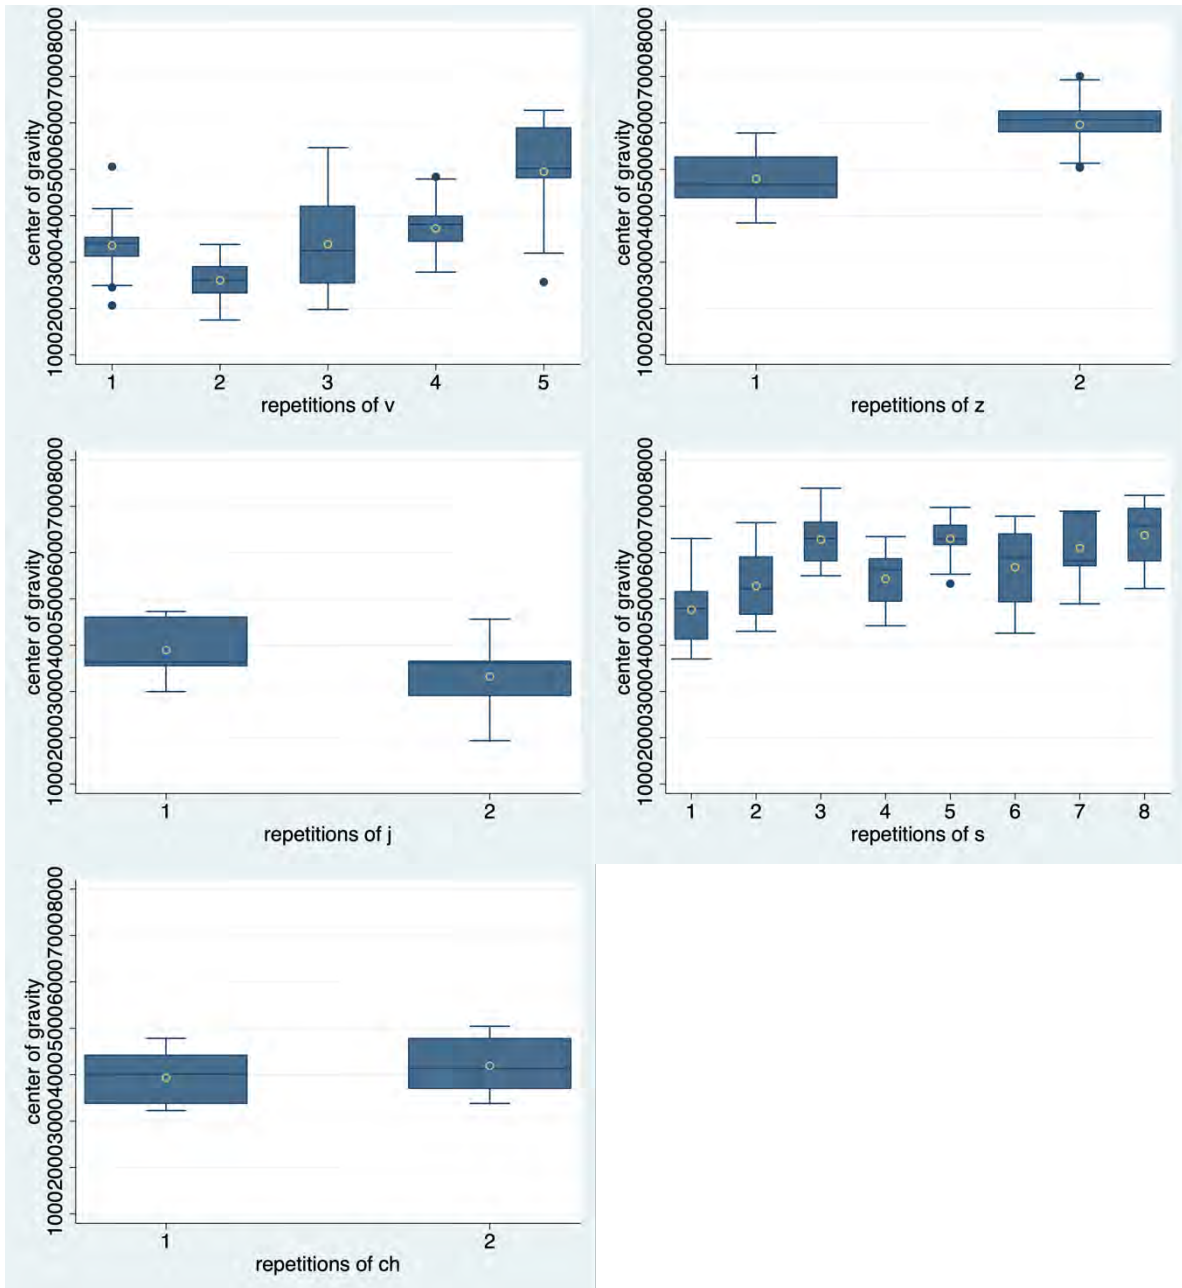 center of gravity
10002000300040005000600070008000
1 2 3 4 5
repetitions of v
center of gravity
10002000300040005000600070008000
1 2
repetitions of z
center of gravity
10002000300040005000600070008000
1 2
repetitions of j
center of gravity
10002000300040005000600070008000
1 2 3 4 5 6 7 8
repetitions of s
center of gravity
10002000300040005000600070008000
1 2
repetitions of ch